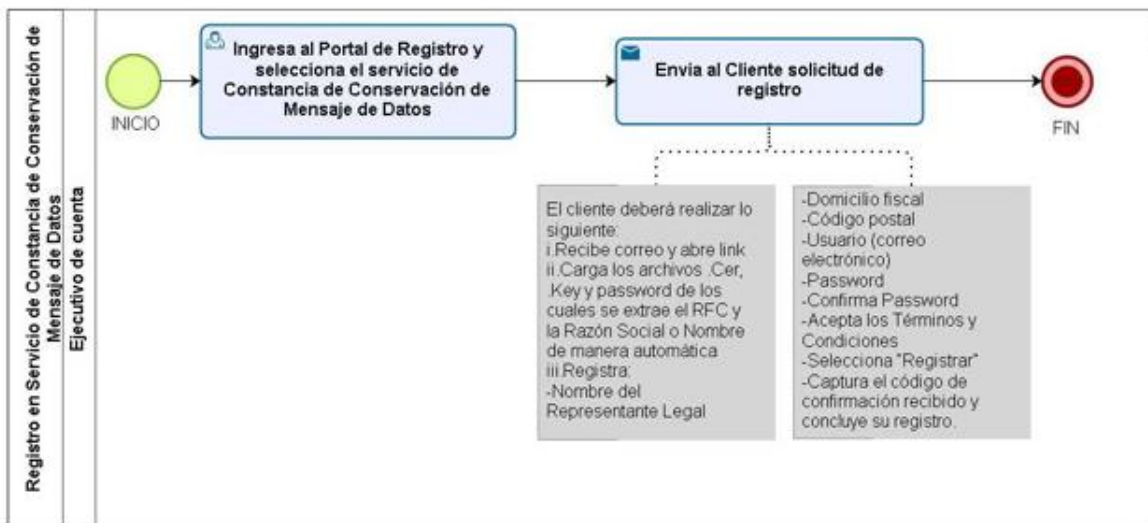 Registro en Servicio de Constancia de Conservación de
Mensaje de Datos
Ejecutivo de cuenta
INICIO
Ingresa al Portal de Registro y
selecciona el servicio de
Constancia de Conservación de
Mensaje de Datos
Envia al Cliente solicitud de
registro
FIN
El cliente deberá realizar lo
siguiente:
i.Recibe correo y abre link
ii.Carga los archivos .Cer,
.Key y password de los
cuales se extrae el RFC y
la Razón Social o Nombre
de manera automática
iii.Registra:
-Nombre del
Representante Legal
-Domicilio fiscal
-Código postal
-Usuario (correo
electrónico)
-Password
-Confirma Password
-Acepta los Términos y
Condiciones
-Selecciona "Registrar"
-Captura el código de
confirmación recibido y
concluye su registro.